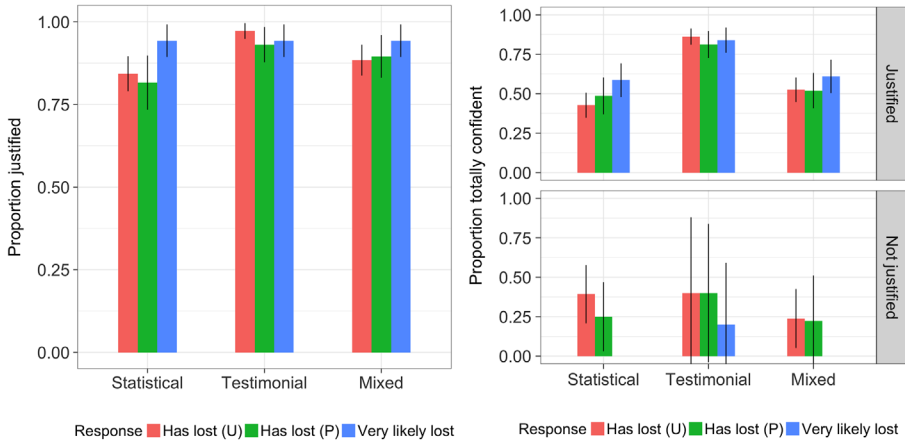 Proportion justified
1.00
0.75
0.50
0.25
0.00
Statistical Testimonial Mixed
Response Has lost (U) Has lost (P) Very likely lost
Proportion totally confident
1.00
0.75
0.50
0.25
0.00
Justified
1.00
0.75
0.50
0.25
0.00
Not justified
Statistical Testimonial Mixed
Response Has lost (U) Has lost (P) Very likely lost